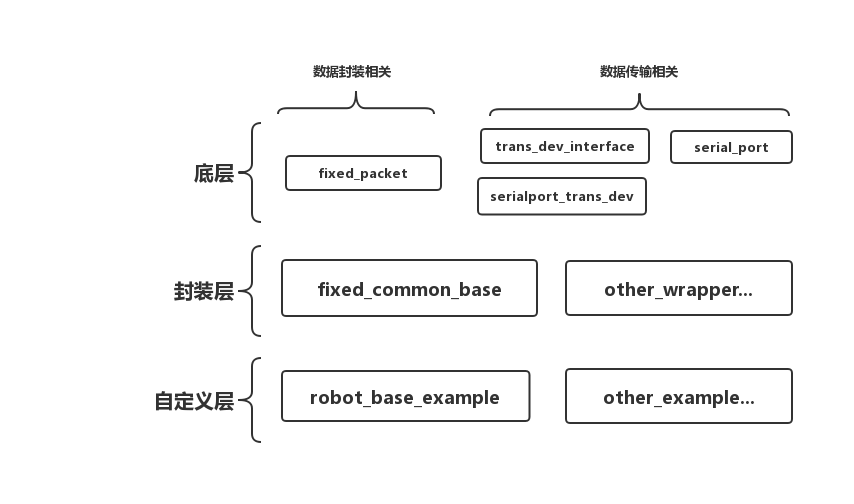 数据封装相关
数据传输相关
底层
fixed_packet
trans_dev_interface
serial_port
serialport_trans_dev
封装层
fixed_common_base
other_wrapper...
自定义层
robot_base_example
other_example...